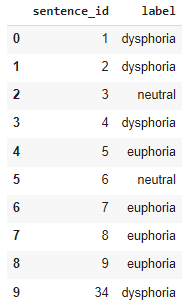 sentence_id label
0 1 dysphoria
1 2 dysphoria
2 3 neutral
3 4 dysphoria
4 5 euphoria
5 6 neutral
6 7 euphoria
7 8 euphoria
8 9 euphoria
9 34 dysphoria